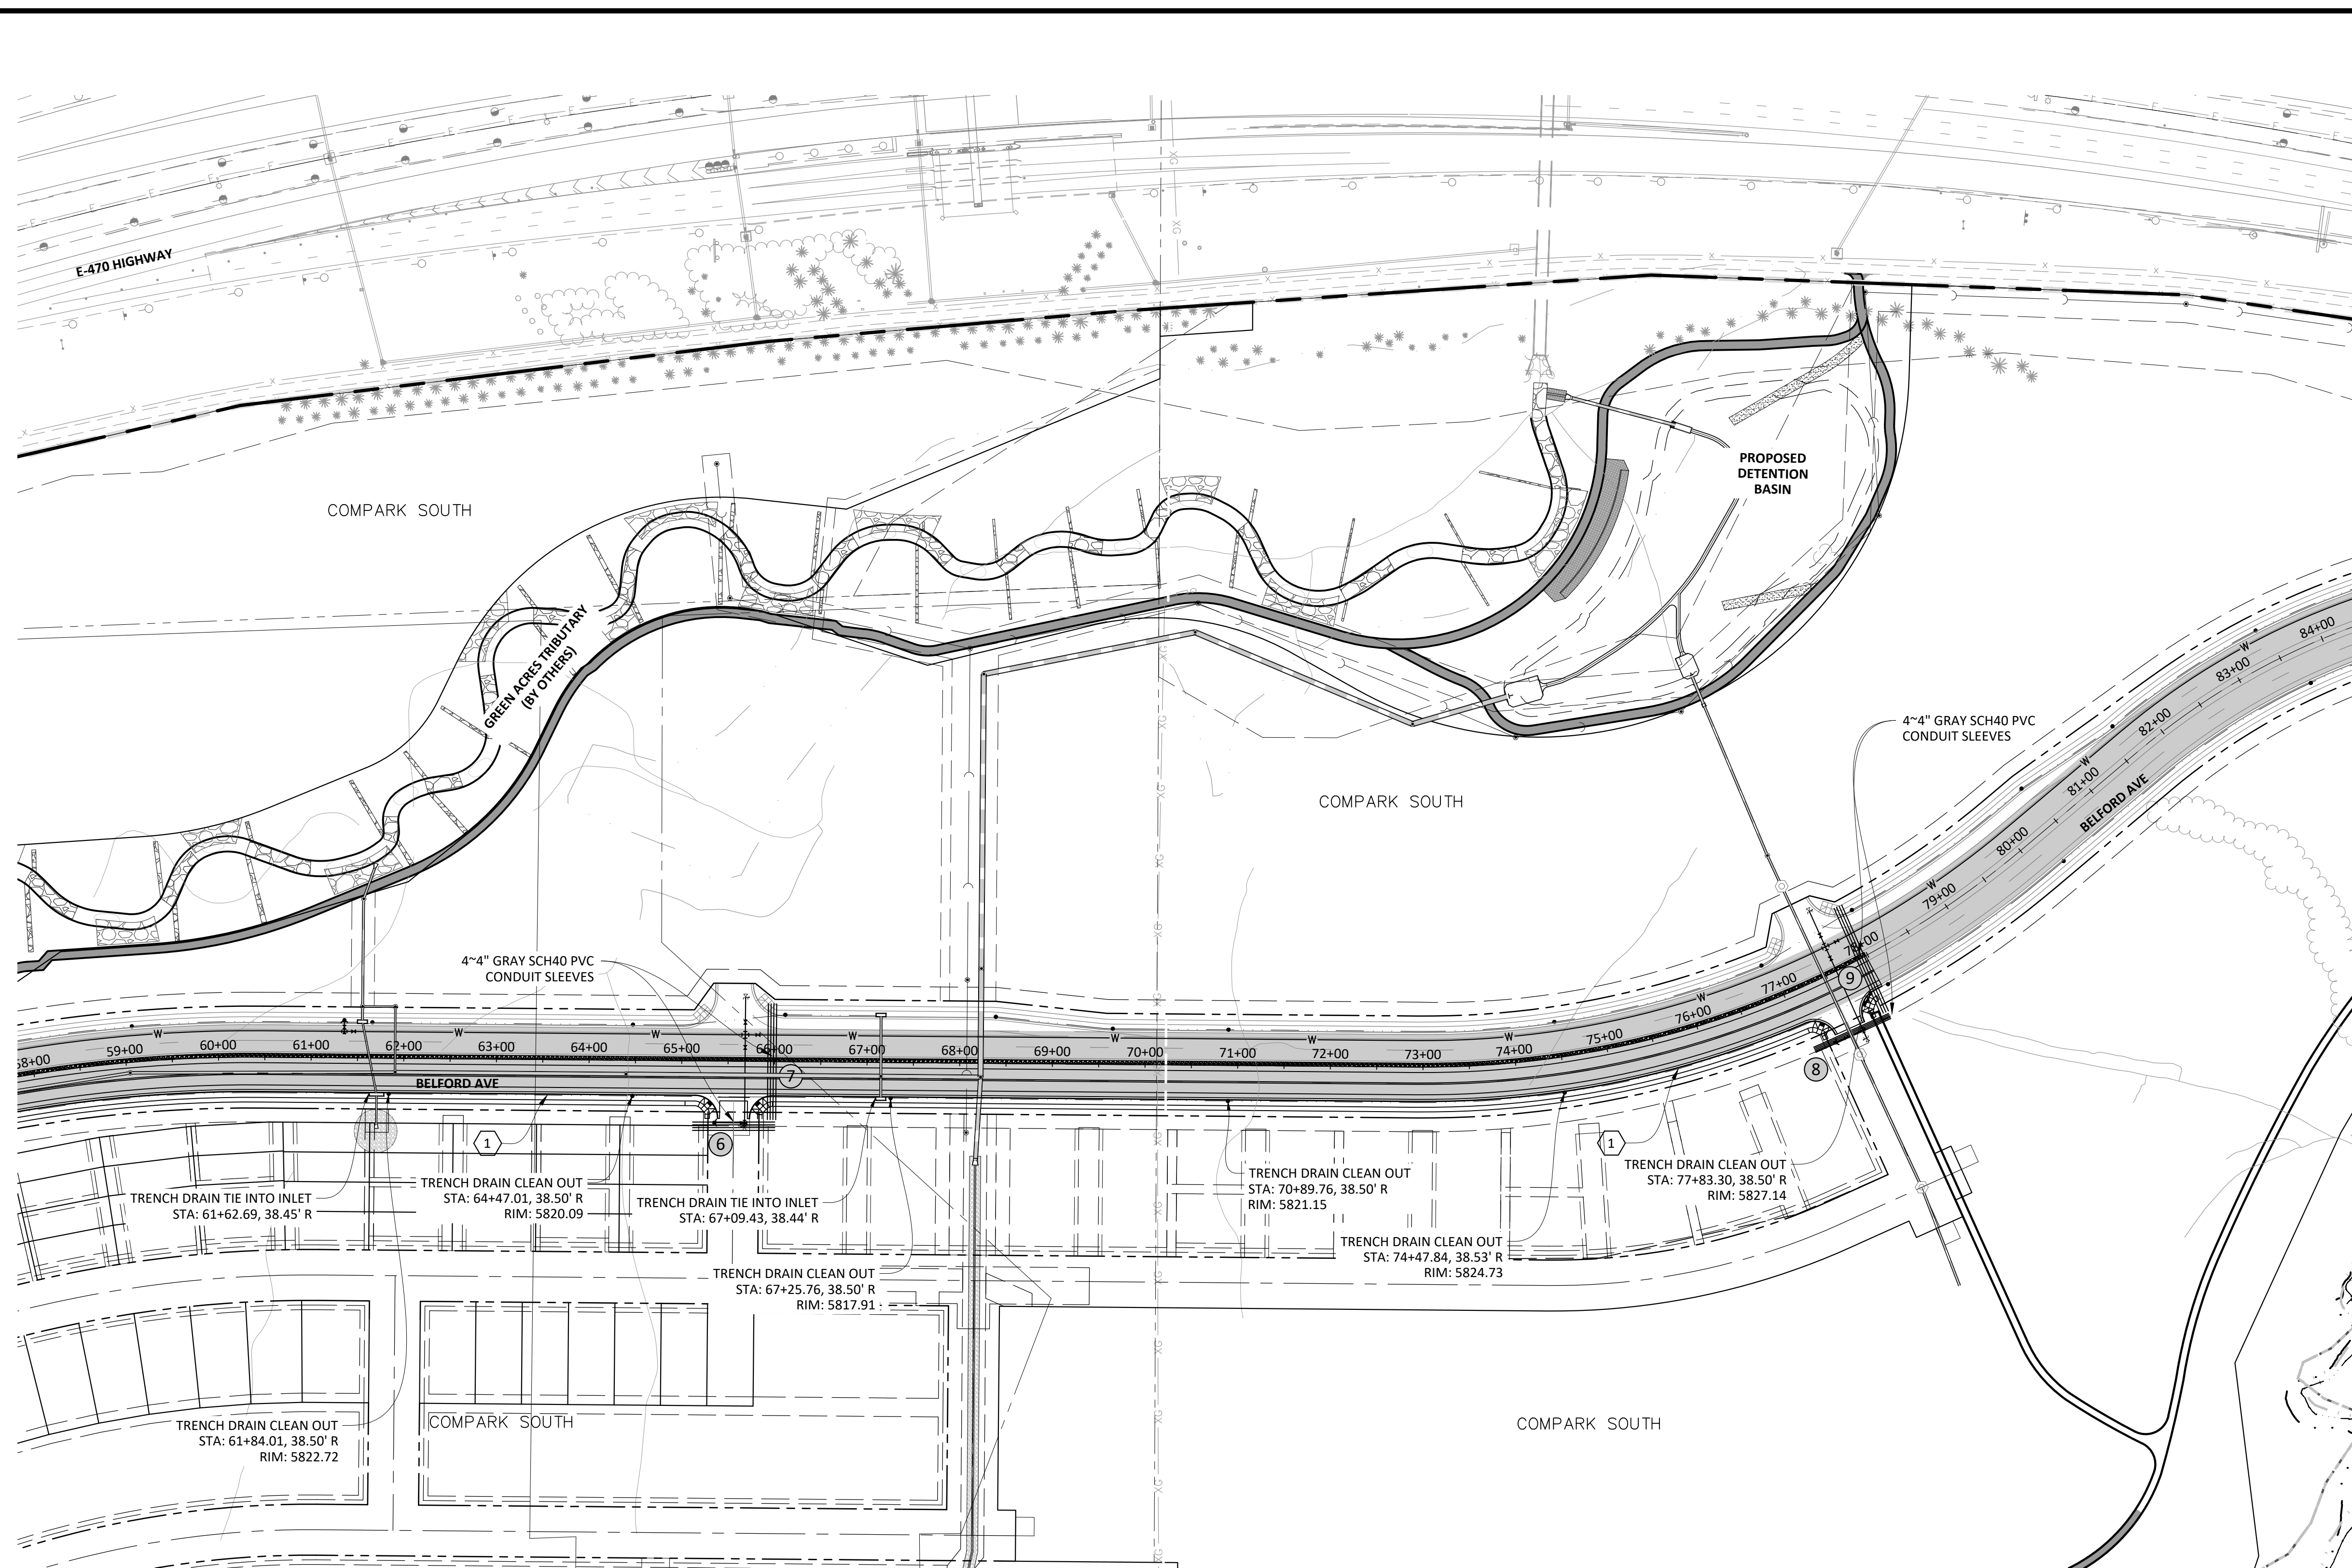 E-470 HIGHWAY
XG
XG
PROPOSED
DETENTION
BASIN
COMPARK SOUTH
GREEN ACRES TRIBUTARY
(BY OTHERS)
XG
XG
4~4" GRAY SCH40 PVC
CONDUIT SLEEVES
COMPARK SOUTH
BELFORD AVE
84+00
83+00
82+00
81+00
80+00
79+00
78+00
77+00
76+00
75+00
4~4" GRAY SCH40 PVC
CONDUIT SLEEVES
58+00
59+00
60+00
61+00
62+00
63+00
64+00
65+00
66+00
67+00
68+00
69+00
70+00
71+00
72+00
73+00
74+00
W
W
W
W
W
W
W
W
W
W
W
BELFORD AVE
7
9
8
6
1
1
TRENCH DRAIN TIE INTO INLET
STA: 61+62.69, 38.45' R
TRENCH DRAIN CLEAN OUT
STA: 64+47.01, 38.50' R
RIM: 5820.09
TRENCH DRAIN TIE INTO INLET
STA: 67+09.43, 38.44' R
TRENCH DRAIN CLEAN OUT
STA: 70+89.76, 38.50' R
RIM: 5821.15
TRENCH DRAIN CLEAN OUT
STA: 77+83.30, 38.50' R
RIM: 5827.14
TRENCH DRAIN CLEAN OUT
STA: 74+47.84, 38.53' R
RIM: 5824.73
TRENCH DRAIN CLEAN OUT
STA: 67+25.76, 38.50' R
RIM: 5817.91
TRENCH DRAIN CLEAN OUT
STA: 61+84.01, 38.50' R
RIM: 5822.72
COMPARK SOUTH
COMPARK SOUTH